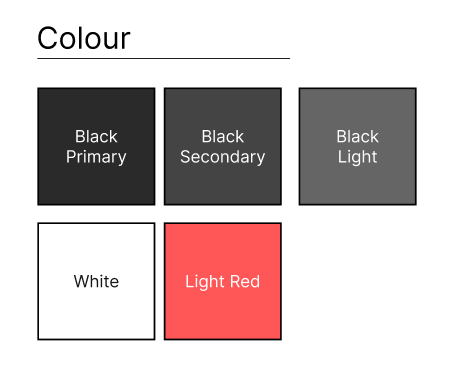 Colour
Black
Primary
Black
Secondary
Black
Light
White
Light Red